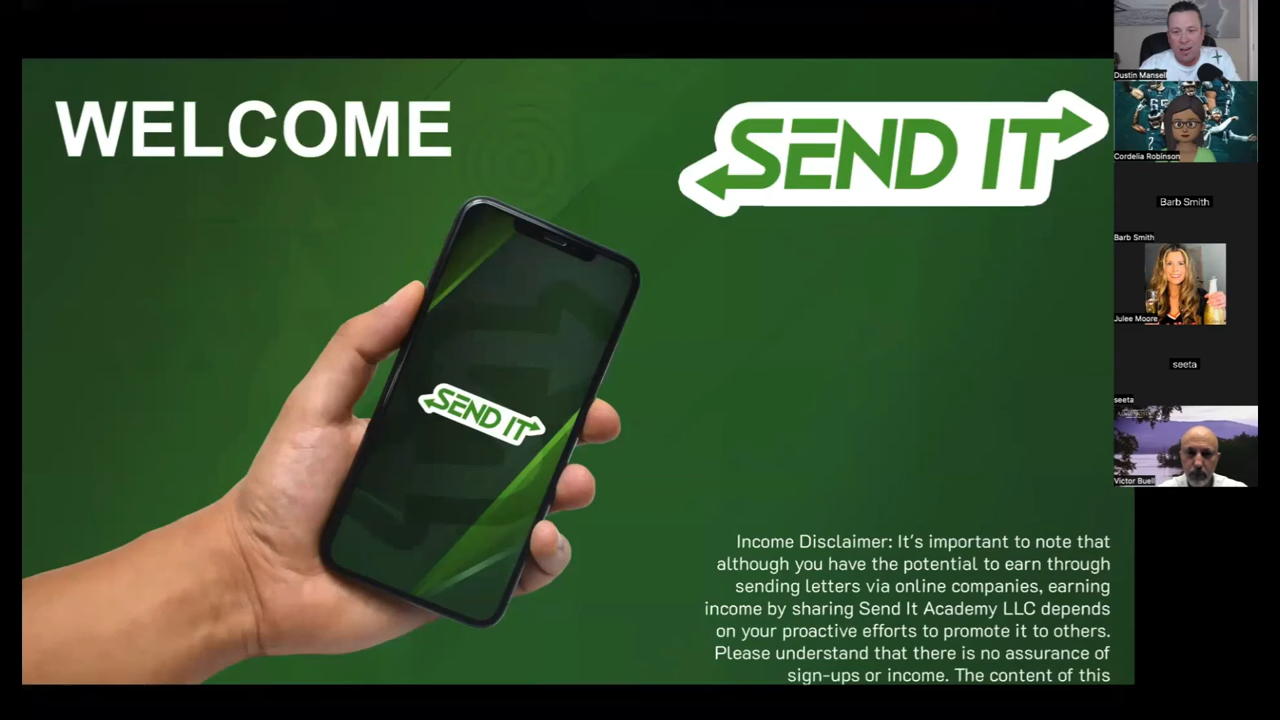 WELCOME
SEND IT
SEND IT
Income Disclaimer: It's important to note that
although you have the potential to earn through
sending letters via online companies, earning
income by sharing Send It Academy LLC depends
on your proactive efforts to promote it to others.
Please understand that there is no assurance of
sign-ups or income. The content of this
Dustin Mansell
Cordelia Robinson
Barb Smith
Barb Smith
Julee Moore
seeta
seeta
Victor Buell